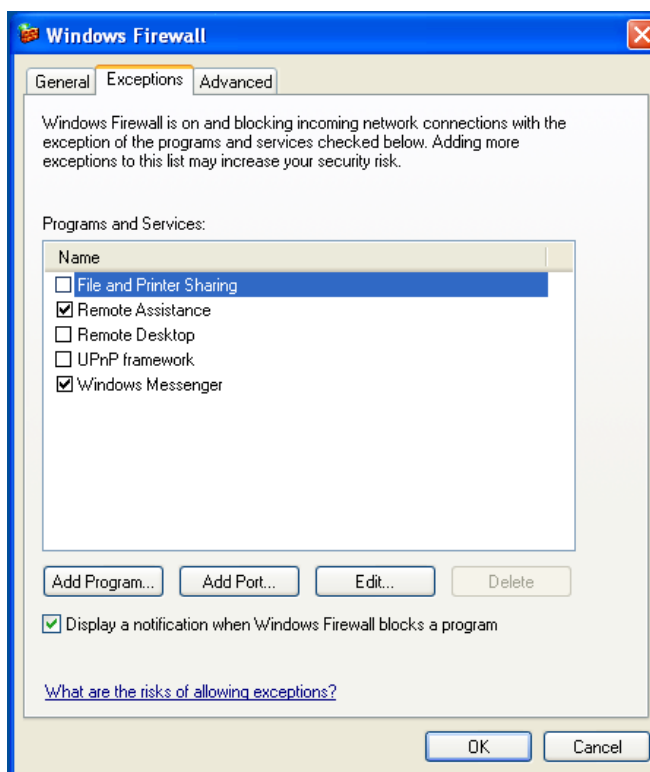 Windows Firewall
General Exceptions Advanced
Windows Firewall is on and blocking incoming network connections with the
exception of the programs and services checked below. Adding more
exceptions to this list may increase your security risk.
Programs and Services:
Name
File and Printer Sharing
Remote Assistance
Remote Desktop
UPnP framework
Windows Messenger
Add Program... Add Port... Edit... Delete
Display a notification when Windows Firewall blocks a program
What are the risks of allowing exceptions?
OK Cancel